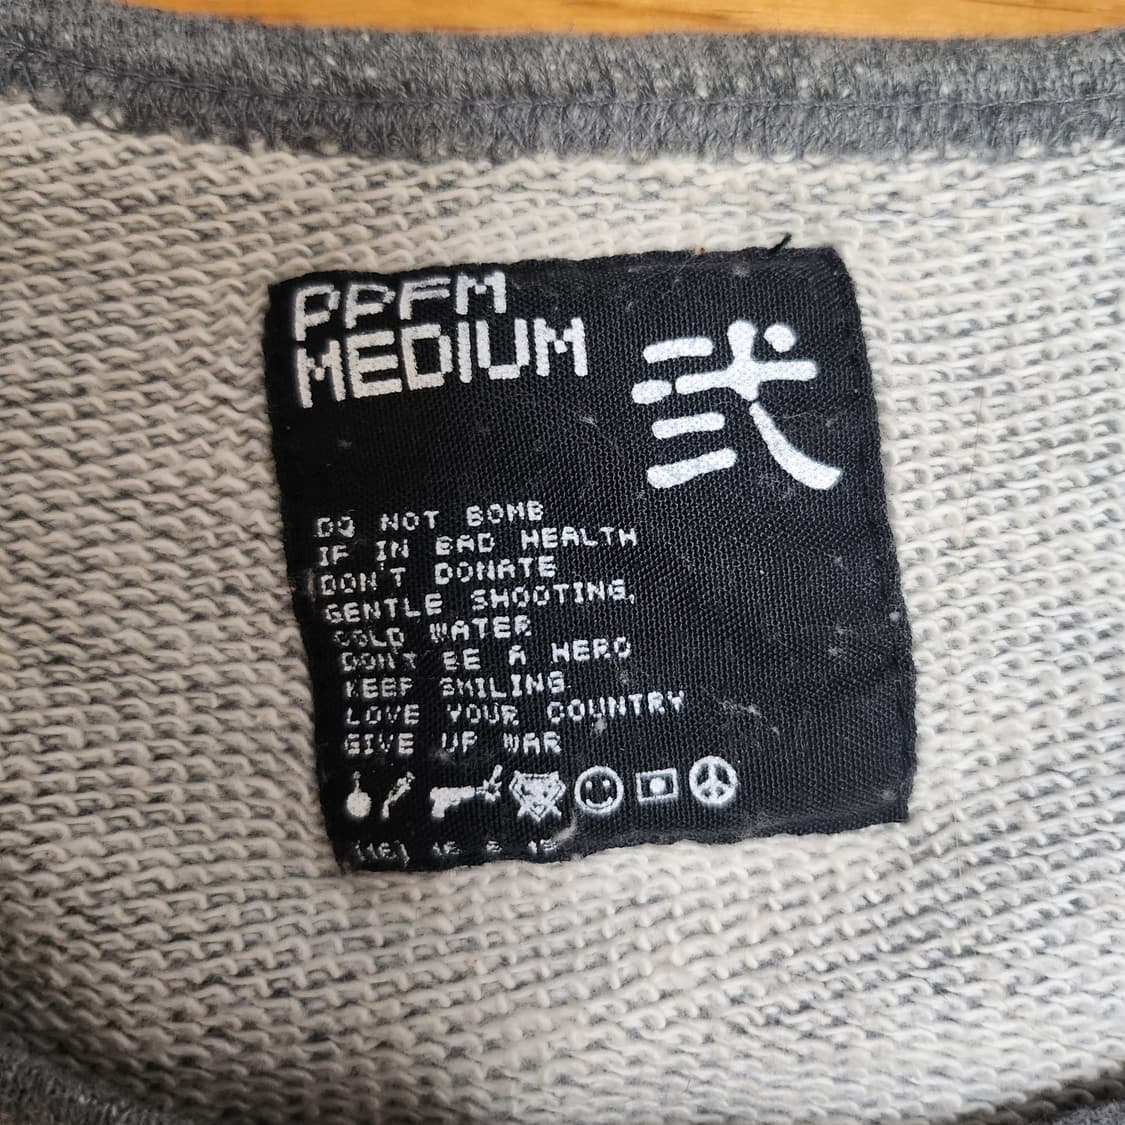 PPFM
MEDIUM
弐
DO NOT BOMB
IF IN BAD HEALTH
DON'T DONATE
GENTLE SHOOTING,
COLD WATER
DON'T BE A HERO
KEEP SMILING
LOVE YOUR COUNTRY
GIVE UP WAR